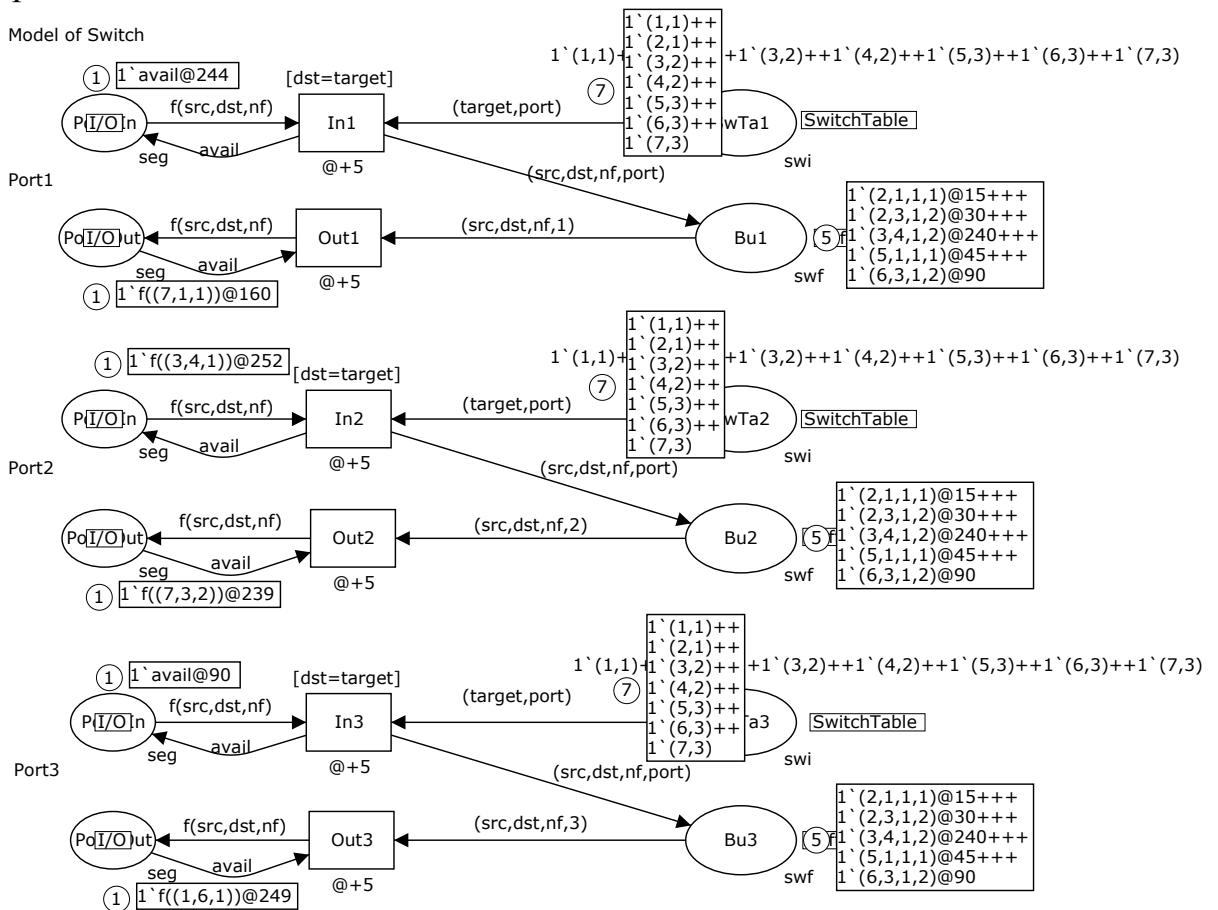 Model of Switch
1`(1,1)++
1`(2,1)++
1`(3,2)++
1`(4,2)++
1`(5,3)++
1`(6,3)++
1`(7,3)
1`(1,1)+ +1`(3,2)++1`(4,2)++1`(5,3)++1`(6,3)++1`(7,3)
1 1`avail@244
[dst=target]
7
I/O In
f(src,dst,nf)
In1
(target,port)
wTa1
SwitchTable
seg
avail
@+5
swi
(src,dst,nf,port)
Port1
Po I/O ut
f(src,dst,nf)
Out1
(src,dst,nf,1)
Bu1
5
1`(2,1,1,1)@15+++
1`(2,3,1,2)@30+++
1`(3,4,1,2)@240+++
1`(5,1,1,1)@45+++
1`(6,3,1,2)@90
seg
avail
@+5
swf
1 1`f((7,1,1))@160
1`(1,1)++
1`(2,1)++
1`(3,2)++
1`(4,2)++
1`(5,3)++
1`(6,3)++
1`(7,3)
1`(1,1)+ +1`(3,2)++1`(4,2)++1`(5,3)++1`(6,3)++1`(7,3)
1 1`f((3,4,1))@252
[dst=target]
7
I/O In
f(src,dst,nf)
In2
(target,port)
wTa2
SwitchTable
seg
avail
@+5
swi
(src,dst,nf,port)
Port2
Po I/O ut
f(src,dst,nf)
Out2
(src,dst,nf,2)
Bu2
5
1`(2,1,1,1)@15+++
1`(2,3,1,2)@30+++
1`(3,4,1,2)@240+++
1`(5,1,1,1)@45+++
1`(6,3,1,2)@90
seg
avail
@+5
swf
1 1`f((7,3,2))@239
1`(1,1)++
1`(2,1)++
1`(3,2)++
1`(4,2)++
1`(5,3)++
1`(6,3)++
1`(7,3)
1`(1,1)+ +1`(3,2)++1`(4,2)++1`(5,3)++1`(6,3)++1`(7,3)
1 1`avail@90
[dst=target]
7
I/O In
f(src,dst,nf)
In3
(target,port)
Ta3
SwitchTable
seg
avail
@+5
swi
(src,dst,nf,port)
Port3
Po I/O ut
f(src,dst,nf)
Out3
(src,dst,nf,3)
Bu3
5
1`(2,1,1,1)@15+++
1`(2,3,1,2)@30+++
1`(3,4,1,2)@240+++
1`(5,1,1,1)@45+++
1`(6,3,1,2)@90
seg
avail
@+5
swf
1 1`f((1,6,1))@249